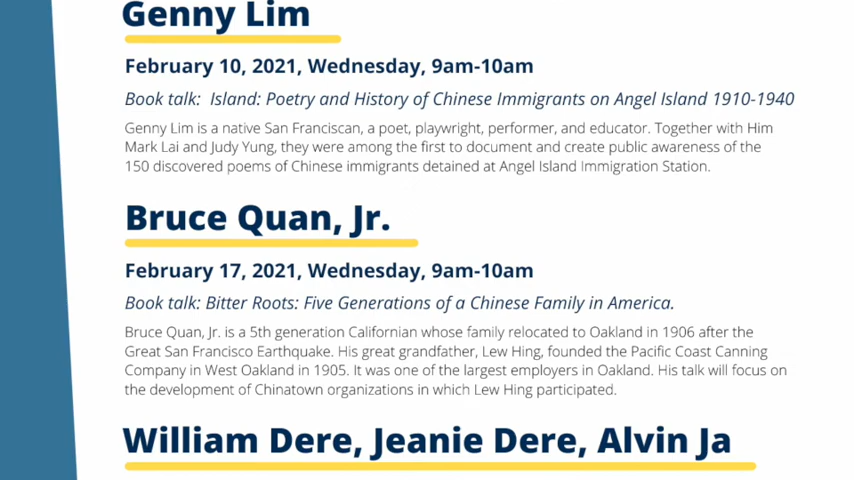 Genny Lim
February 10, 2021, Wednesday, 9am-10am
Book talk:  Island: Poetry and History of Chinese Immigrants on Angel Island 1910-1940
Genny Lim is a native San Franciscan, a poet, playwright, performer, and educator. Together with Him
Mark Lai and Judy Yung, they were among the first to document and create public awareness of the
150 discovered poems of Chinese immigrants detained at Angel Island Immigration Station.
Bruce Quan, Jr.
February 17, 2021, Wednesday, 9am-10am
Book talk: Bitter Roots: Five Generations of a Chinese Family in America.
Bruce Quan, Jr. is a 5th generation Californian whose family relocated to Oakland in 1906 after the
Great San Francisco Earthquake. His great grandfather, Lew Hing, founded the Pacific Coast Canning
Company in West Oakland in 1905. It was one of the largest employers in Oakland. His talk will focus on
the development of Chinatown organizations in which Lew Hing participated.
William Dere, Jeanie Dere, Alvin Ja